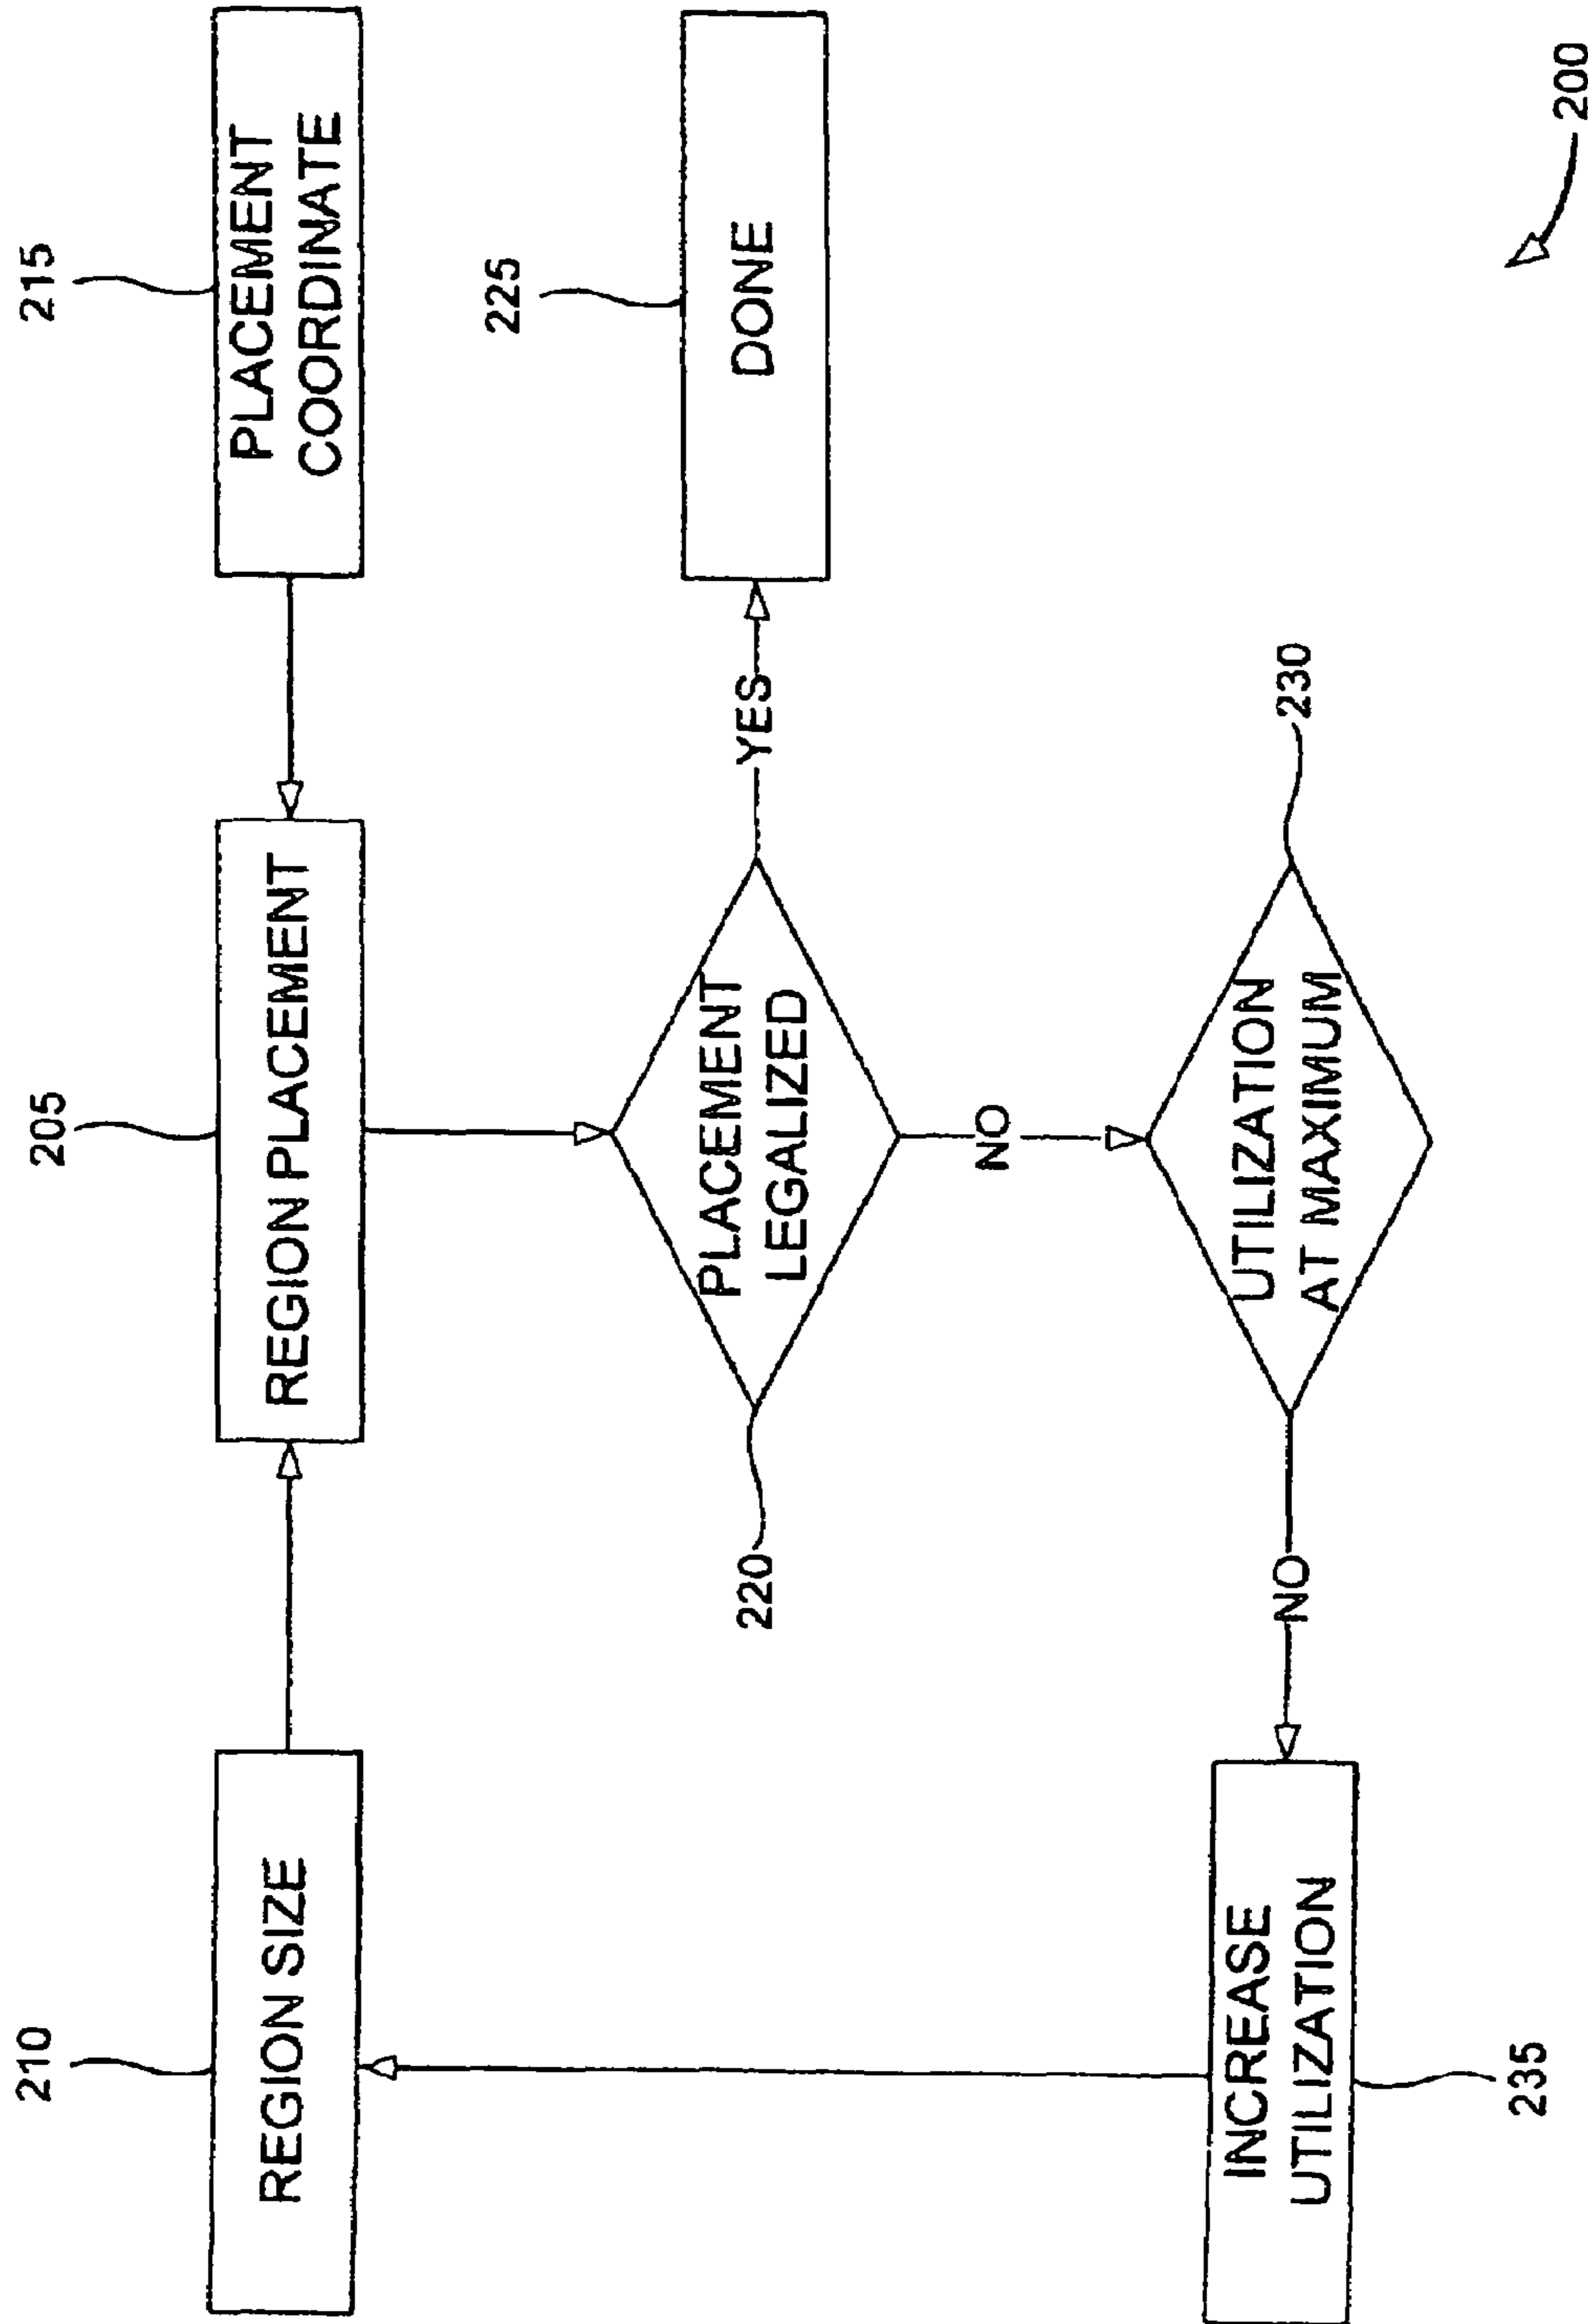 210
205
215
REGION SIZE
REGION PLACEMENT
PLACEMENT
COORDINATE
225
PLACEMENT
LEGALIZED
YES
DONE
220
NO
235
INCREASE
UTILIZATION
NO
UTILIZATION
AT MAXIMUM
230
200